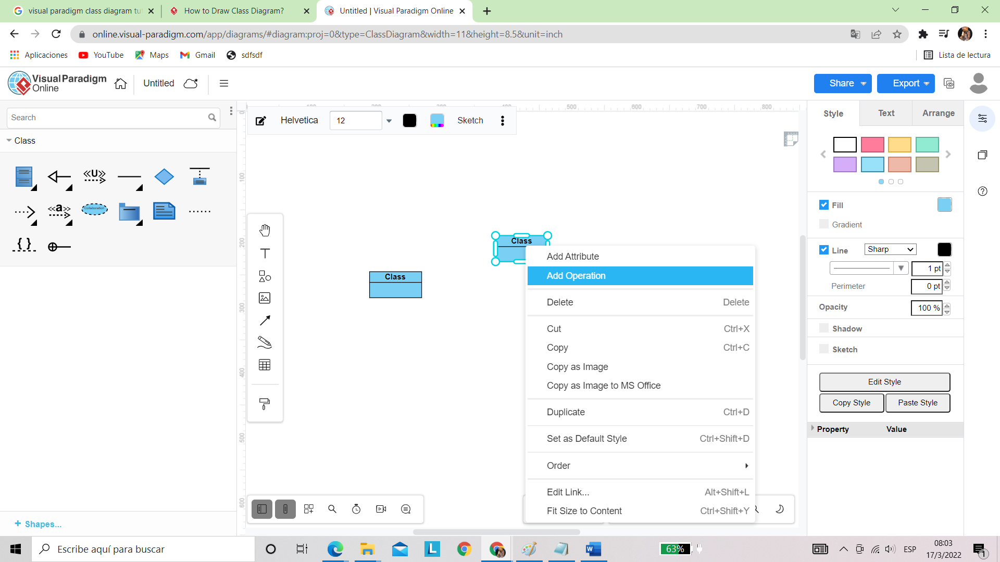 visual paradigm class diagram tu
How to Draw Class Diagram?
Untitled | Visual Paradigm Online
online.visual-paradigm.com/app/diagrams/#diagram:proj=0&type=ClassDiagram&width=11&height=8.5&unit=inch
Aplicaciones
YouTube
Maps
Gmail
sdfsdf
Lista de lectura
Visual Paradigm
Online
Untitled
Share
Export
Search
Helvetica
12
Sketch
500
600
700
800
Style
Text
Arrange
Class
<<U>>
<<a>>
Collaboration
{ }
100
200
300
400
500
600
Class
Class
Add Attribute
Add Operation
Delete Delete
Cut Ctrl+X
Copy Ctrl+C
Copy as Image
Copy as Image to MS Office
Duplicate Ctrl+D
Set as Default Style Ctrl+Shift+D
Order
Edit Link... Alt+Shift+L
Fit Size to Content Ctrl+Shift+Y
Fill
Gradient
Line Sharp
1 pt
Perimeter 0 pt
Opacity 100 %
Shadow
Sketch
Edit Style
Copy Style Paste Style
Property Value
+ Shapes...
Escribe aquí para buscar
L
W
63%
ESP
08:03
17/3/2022
1